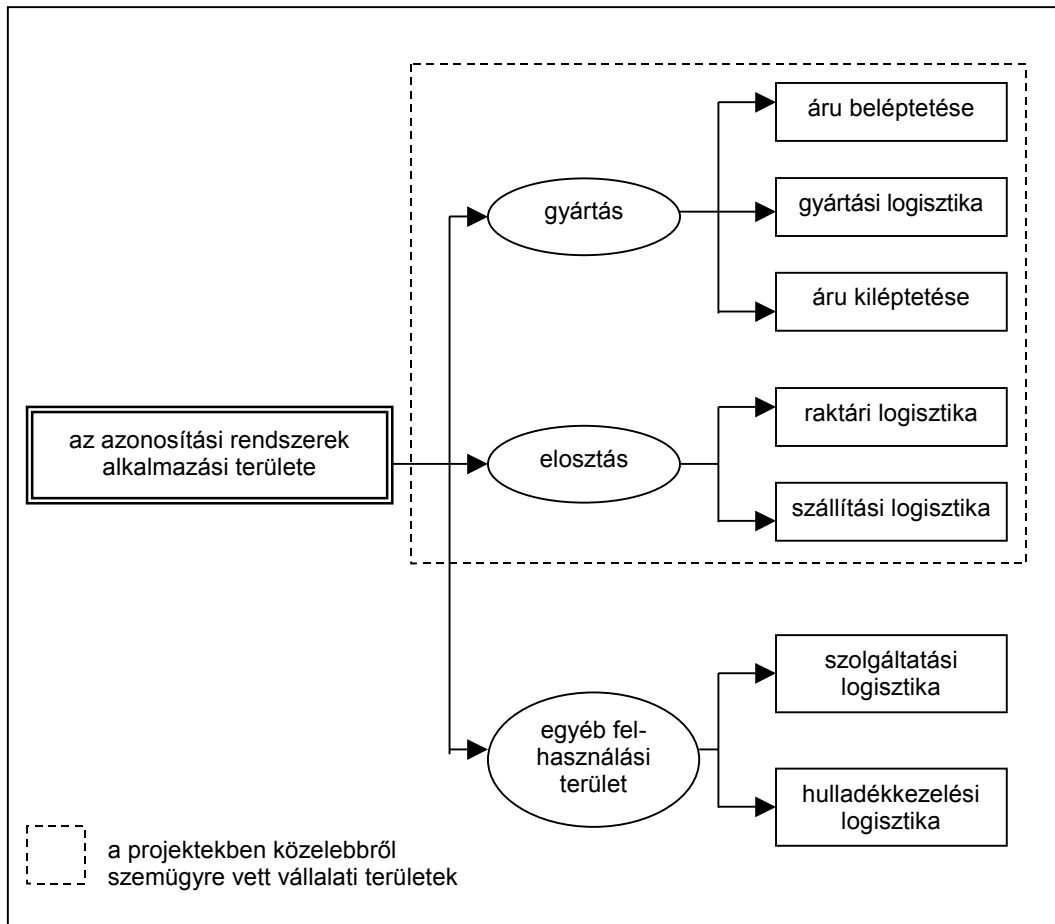 áru beléptetése
gyártás
gyártási logisztika
áru kiléptetése
az azonosítási rendszerek
alkalmazási területe
elosztás
raktári logisztika
szállítási logisztika
egyéb fel-
használási
terület
szolgáltatási
logisztika
hulladékkezelési
logisztika
a projektekben közelebbről
szemügyre vett vállalati területek